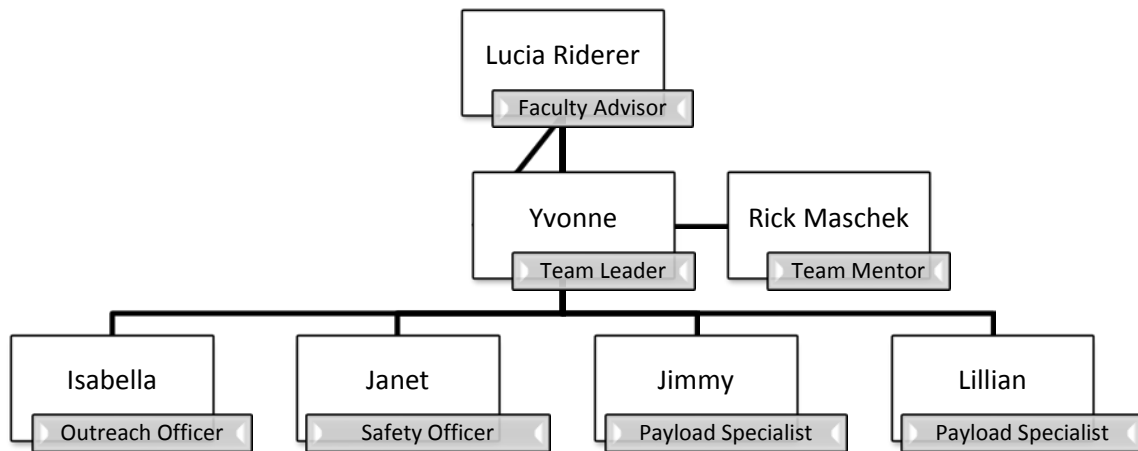 Lucia Riderer
Faculty Advisor
Yvonne
Team Leader
Rick Maschek
Team Mentor
Isabella
Outreach Officer
Janet
Safety Officer
Jimmy
Payload Specialist
Lillian
Payload Specialist